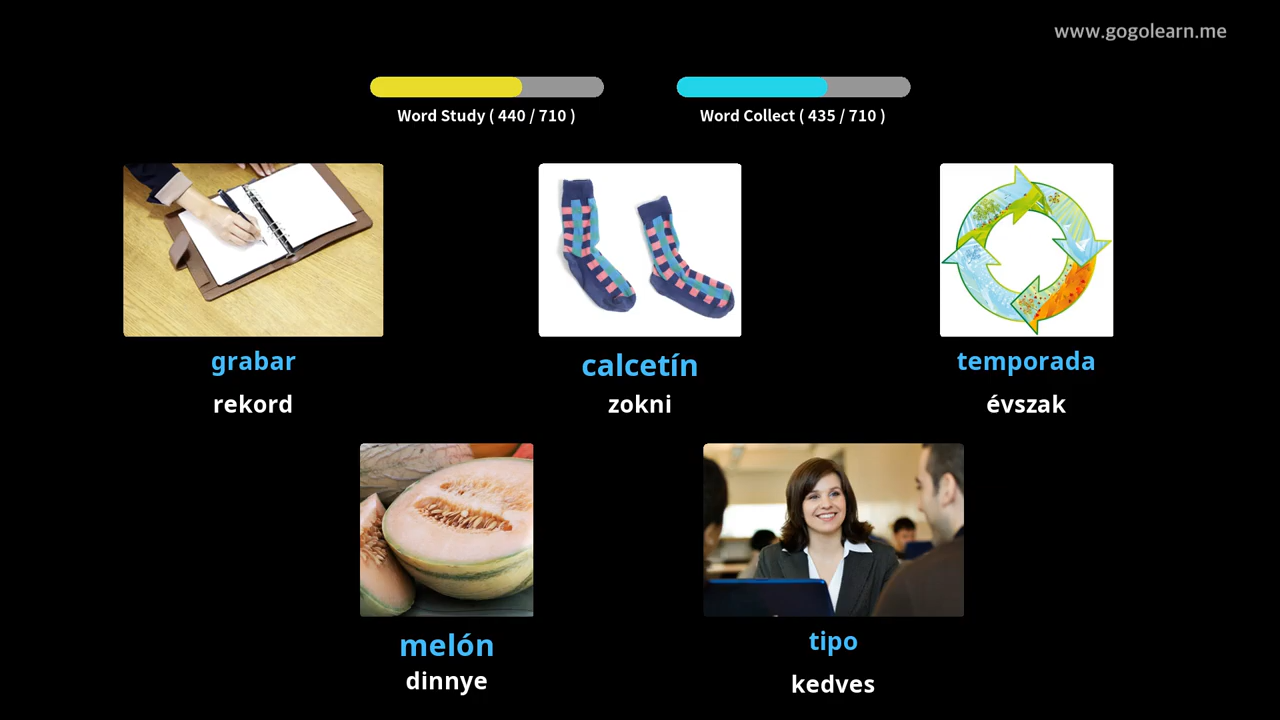 www.gogolearn.me
Word Study ( 440 / 710 )
Word Collect ( 435 / 710 )
grabar
rekord
calcetín
zokni
temporada
évszak
melón
dinnye
tipo
kedves